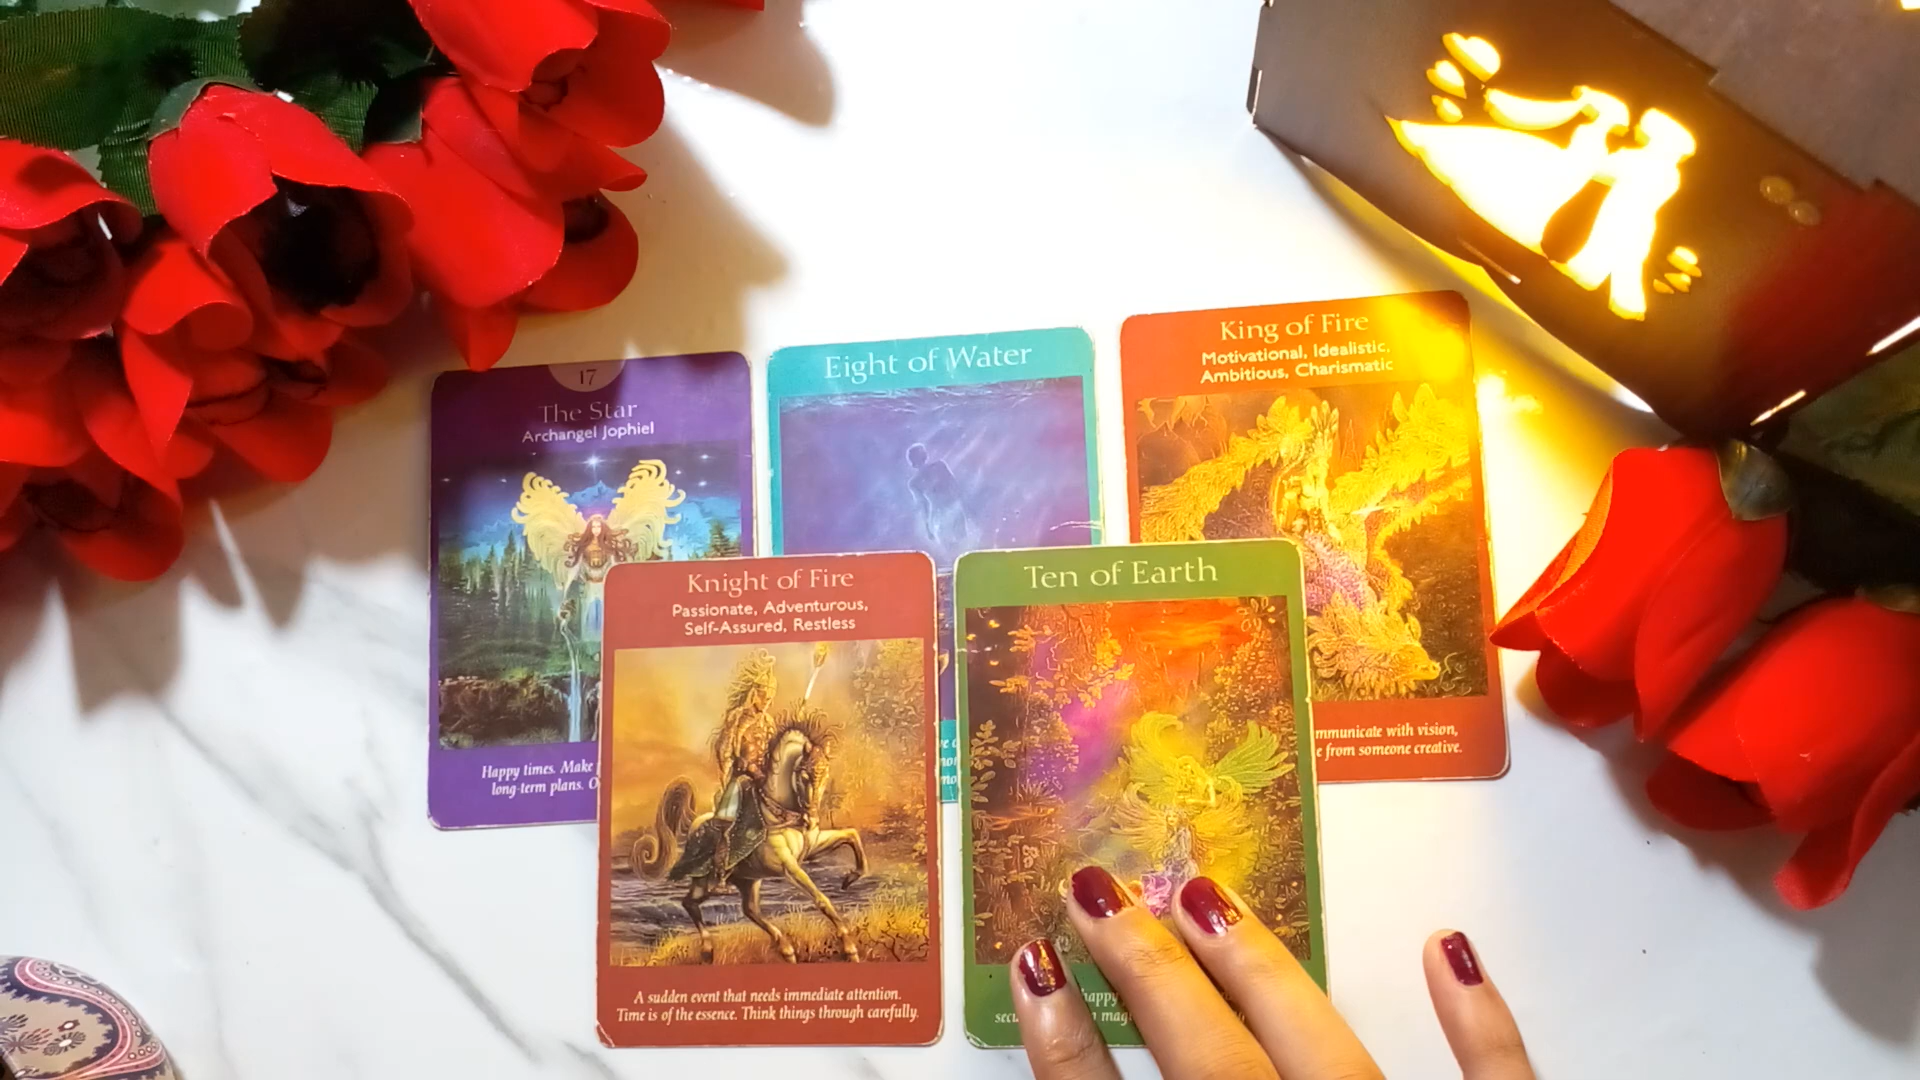 17
The Star
Archangel Jophiel
Happy times. Make
long-term plans.
Eight of Water
King of Fire
Motivational, Idealistic,
Ambitious, Charismatic
with vision,
from someone creative.
Knight of Fire
Passionate, Adventurous,
Self-Assured, Restless
A sudden event that needs immediate attention.
Time is of the essence. Think things through carefully.
Ten of Earth
happy